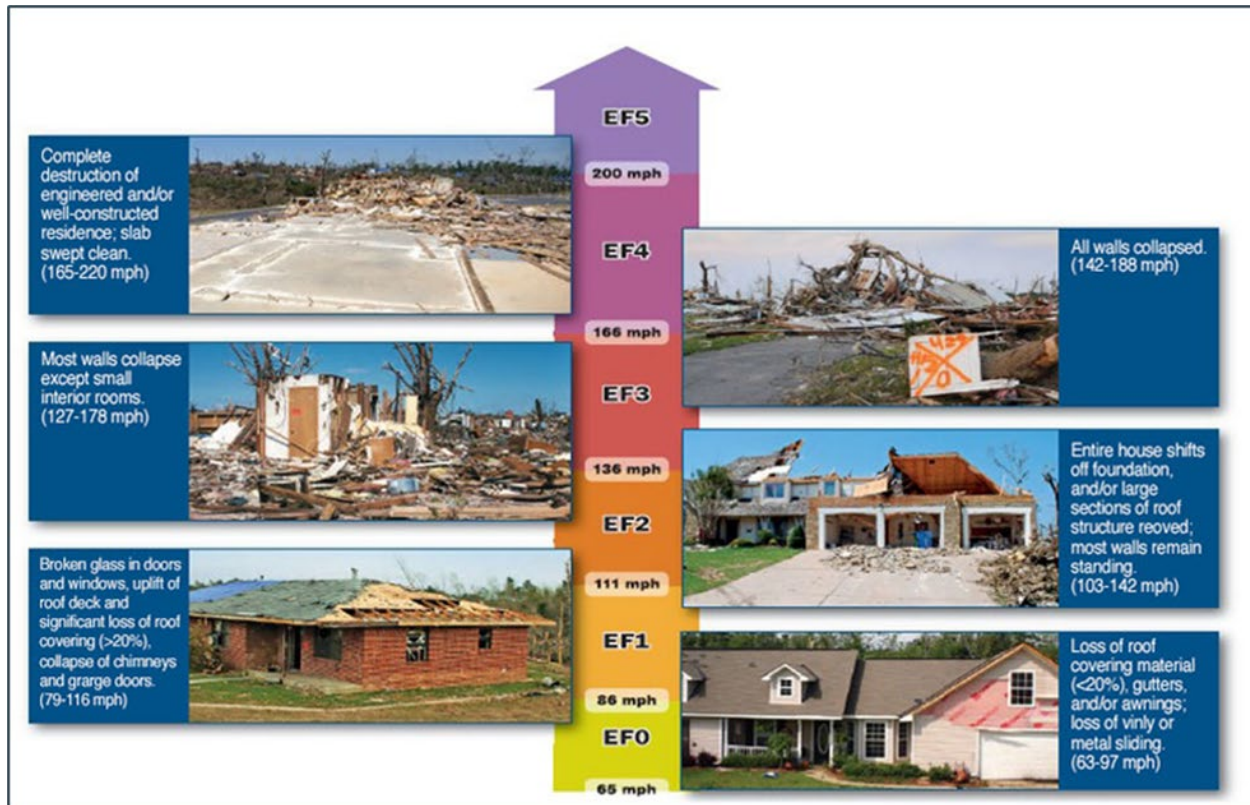 EF5
Complete
destruction of
engineered and/or
well-constructed
residence; slab
swept clean.
(165-220 mph)
200 mph
EF4
All walls collapsed.
(142-188 mph)
166 mph
Most walls collapse
except small
interior rooms.
(127-178 mph)
EF3
136 mph
Entire house shifts
off foundation,
and/or large
sections of roof
structure reoved;
most walls remain
standing.
(103-142 mph)
EF2
111 mph
Broken glass in doors
and windows, uplift of
roof deck and
significant loss of roof
covering (>20%),
collapse of chimneys
and grarge doors.
(79-116 mph)
EF1
86 mph
Loss of roof
covering material
(<20%), gutters,
and/or awnings;
loss of vinly or
metal sliding.
(63-97 mph)
EF0
65 mph